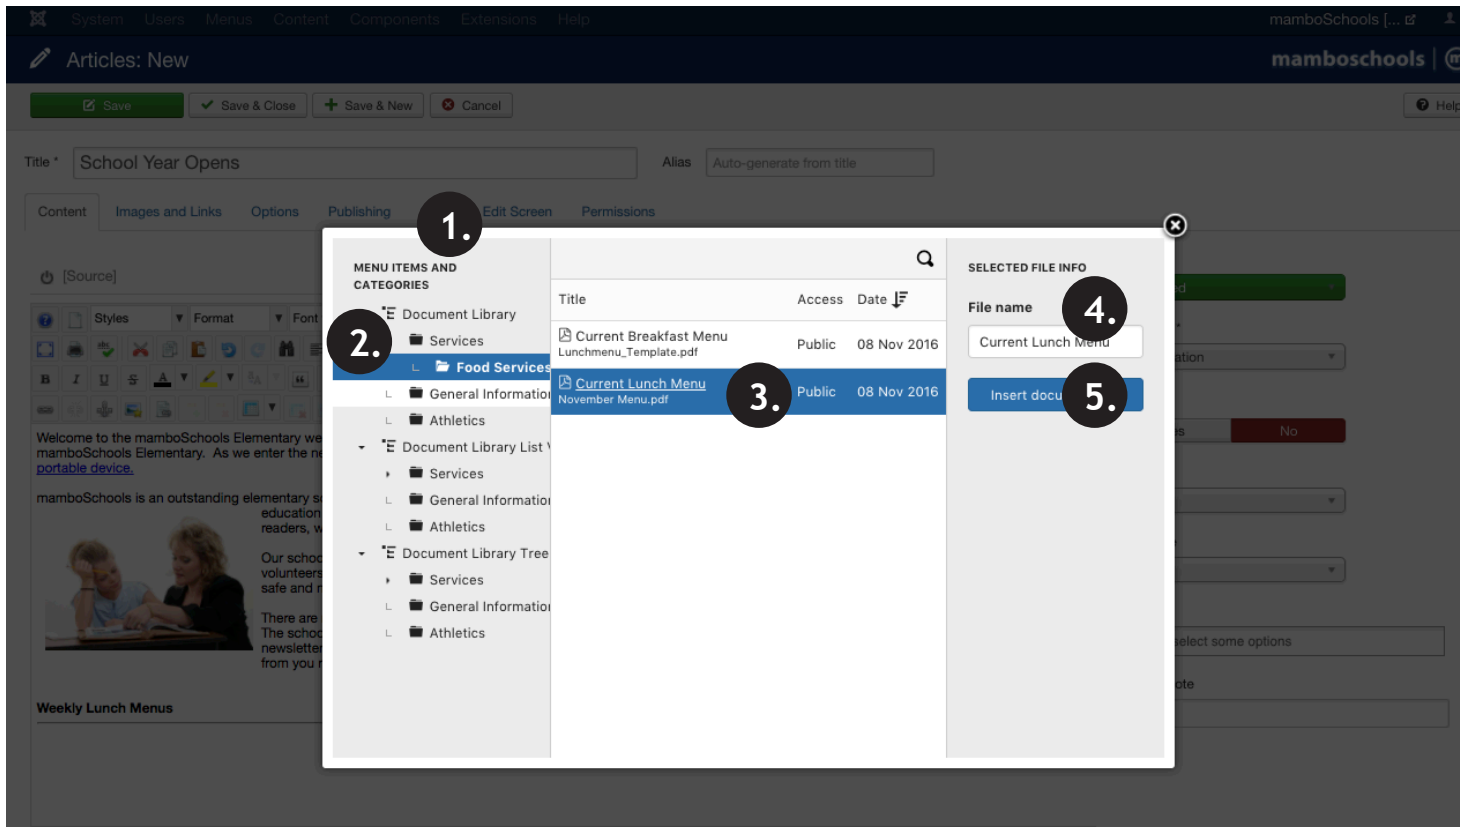 System Users Menus Content Components Extensions Help
mamboSchools [...
Articles: New
mamboschools
Save
Save & Close
Save & New
Cancel
Help
Title *
School Year Opens
Alias
Auto-generate from title
Content
Images and Links
Options
Publishing
Edit Screen
Permissions
1.
[Source]
Styles
Format
Font
B I U S
Welcome to the mamboSchools Elementary we
mamboSchools Elementary. As we enter the ne
portable device.
mamboSchools is an outstanding elementary s
education
readers, w
Our schoo
volunteers
safe and
There are
The schoo
newsletter
from you
Weekly Lunch Menus
MENU ITEMS AND
CATEGORIES
Document Library
2.
Services
Food Services
General Information
Athletics
Document Library List V
Services
General Information
Athletics
Document Library Tree
Services
General Information
Athletics
Title
Access
Date
Current Breakfast Menu
Lunchmenu_Template.pdf
Public
08 Nov 2016
Current Lunch Menu
November Menu.pdf
3.
Public
08 Nov 2016
SELECTED FILE INFO
File name
4.
Current Lunch Menu
Insert docu
5.
No
select some options
ote